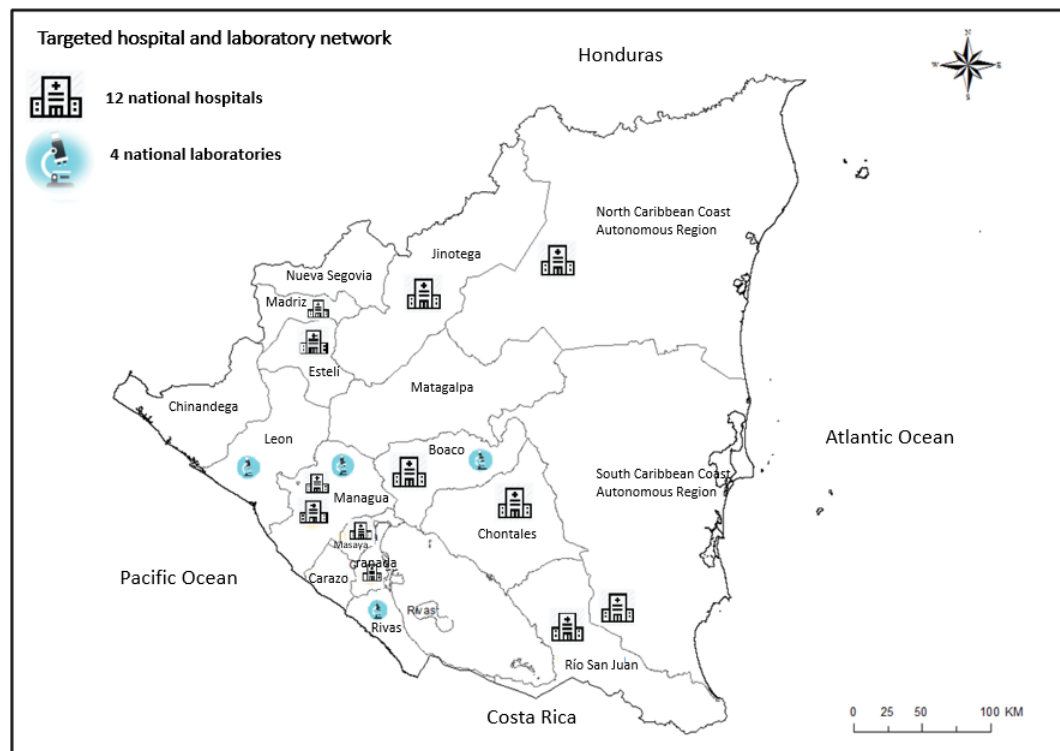 Targeted hospital and laboratory network
12 national hospitals
4 national laboratories
Honduras
N
W
E
S
North Caribbean Coast
Autonomous Region
Jinotega
Nueva Segovia
Madriz
Estelí
Matagalpa
Chinandega
Leon
Boaco
Atlantic Ocean
South Caribbean Coast
Autonomous Region
Managua
Chontales
Masaya
Granada
Carazo
Pacific Ocean
Rivas
Rivas
Río San Juan
Costa Rica
0 25 50 100 KM